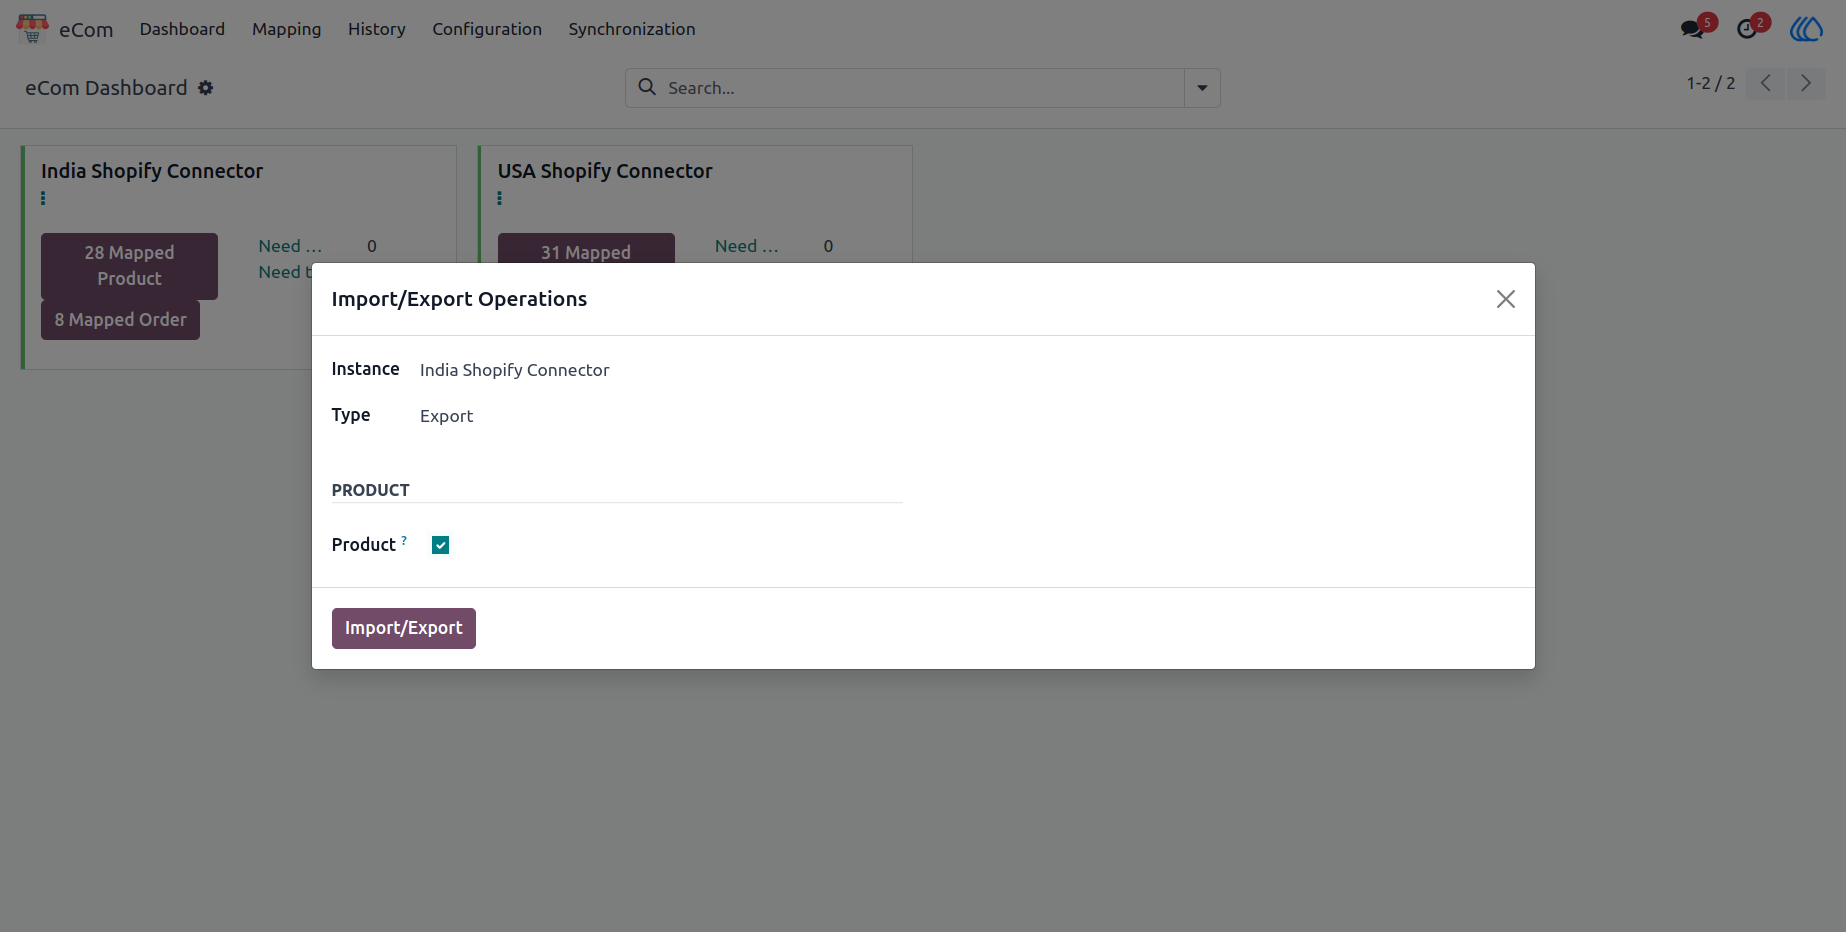 eCom Dashboard Mapping History Configuration Synchronization 5 2
eCom Dashboard Search... 1-2 / 2
India Shopify Connector
USA Shopify Connector
28 Mapped Product
Need ... 0
Need t
8 Mapped Order
31 Mapped
Need ... 0
Import/Export Operations
Instance India Shopify Connector
Type Export
PRODUCT
Product ?
Import/Export